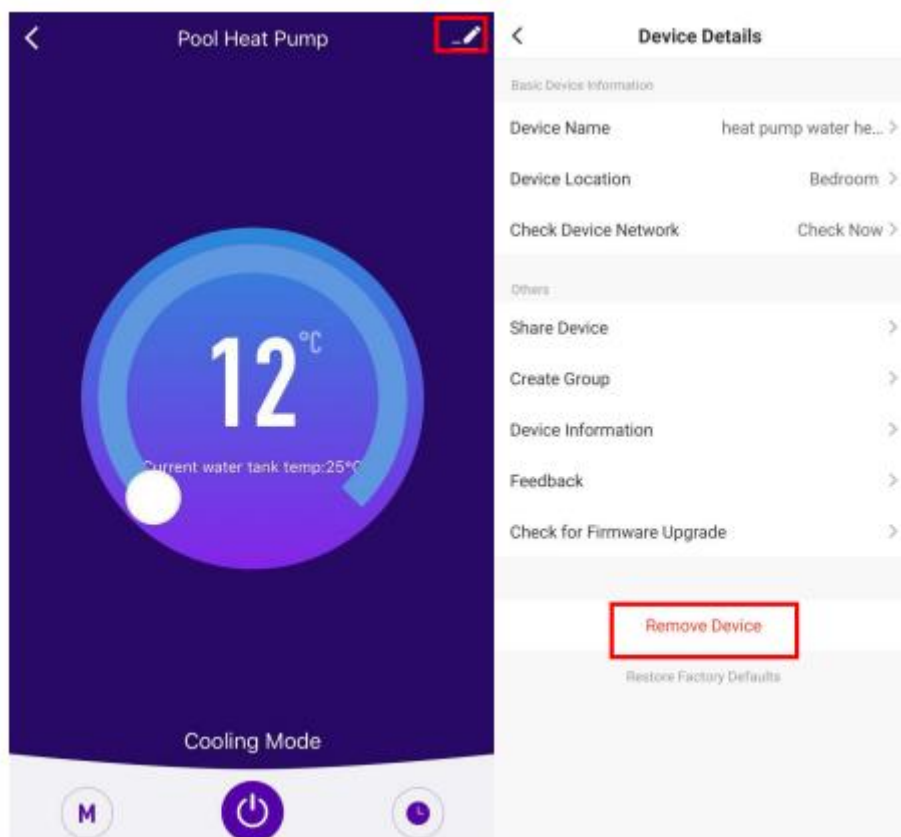 Pool Heat Pump
12°C
Current water tank temp:25°C
Cooling Mode
M
Device Details
Basic Device Information
Device Name heat pump water he...
Device Location Bedroom
Check Device Network Check Now
Others
Share Device
Create Group
Device Information
Feedback
Check for Firmware Upgrade
Remove Device
Restore Factory Defaults